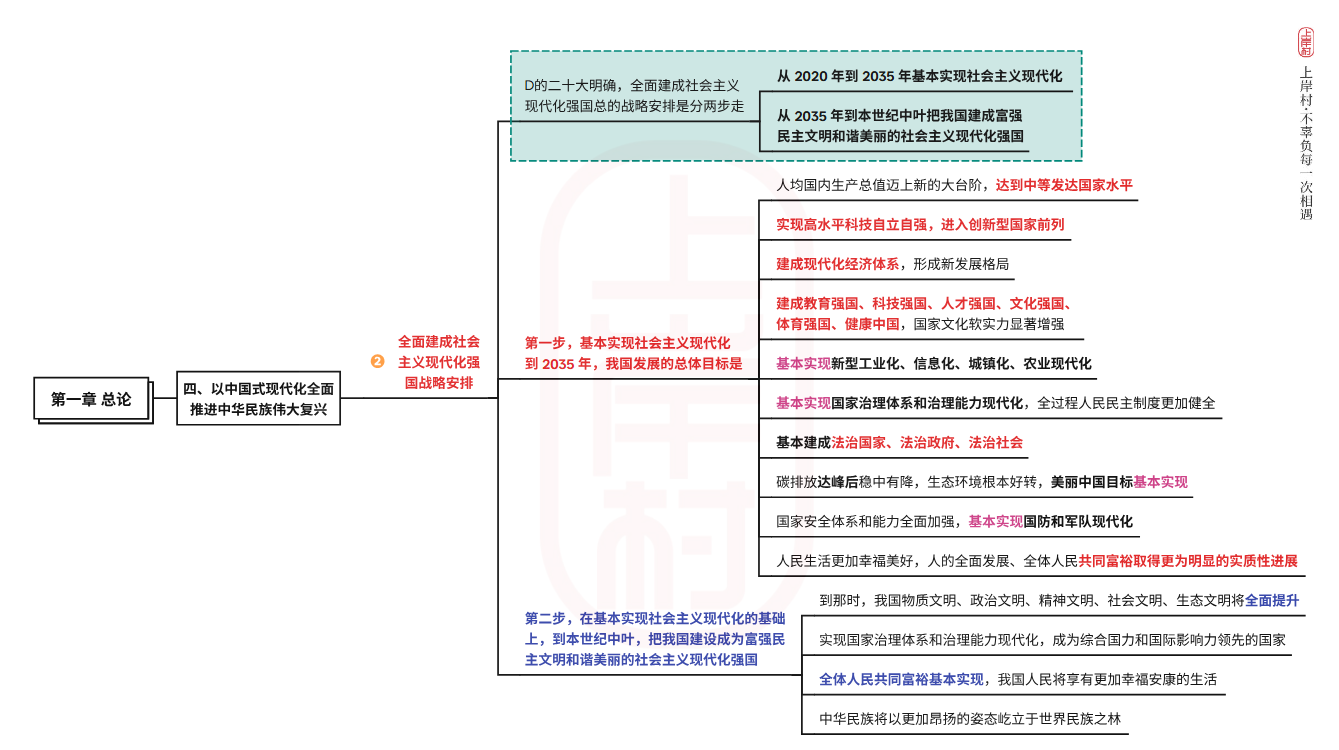 第一章 总论
四、以中国式现代化全面
推进中华民族伟大复兴
2
全面建成社会
主义现代化强
国战略安排
D的二十大明确，全面建成社会主义
现代化强国总的战略安排是分两步走
从 2020 年到 2035 年基本实现社会主义现代化
从 2035 年到本世纪中叶把我国建成富强
民主文明和谐美丽的社会主义现代化强国
第一步，基本实现社会主义现代化
到 2035 年，我国发展的总体目标是
人均国内生产总值迈上新的大台阶，达到中等发达国家水平
实现高水平科技自立自强，进入创新型国家前列
建成现代化经济体系，形成新发展格局
建成教育强国、科技强国、人才强国、文化强国、
体育强国、健康中国，国家文化软实力显著增强
基本实现新型工业化、信息化、城镇化、农业现代化
基本实现国家治理体系和治理能力现代化，全过程人民民主制度更加健全
基本建成法治国家、法治政府、法治社会
碳排放达峰后稳中有降，生态环境根本好转，美丽中国目标基本实现
国家安全体系和能力全面加强，基本实现国防和军队现代化
人民生活更加幸福美好，人的全面发展、全体人民共同富裕取得更为明显的实质性进展
第二步，在基本实现社会主义现代化的基础
上，到本世纪中叶，把我国建设成为富强民
主文明和谐美丽的社会主义现代化强国
到那时，我国物质文明、政治文明、精神文明、社会文明、生态文明将全面提升
实现国家治理体系和治理能力现代化，成为综合国力和国际影响力领先的国家
全体人民共同富裕基本实现，我国人民将享有更加幸福安康的生活
中华民族将以更加昂扬的姿态屹立于世界民族之林
上岸村
上岸村·不辜负每一次相遇
上岸村